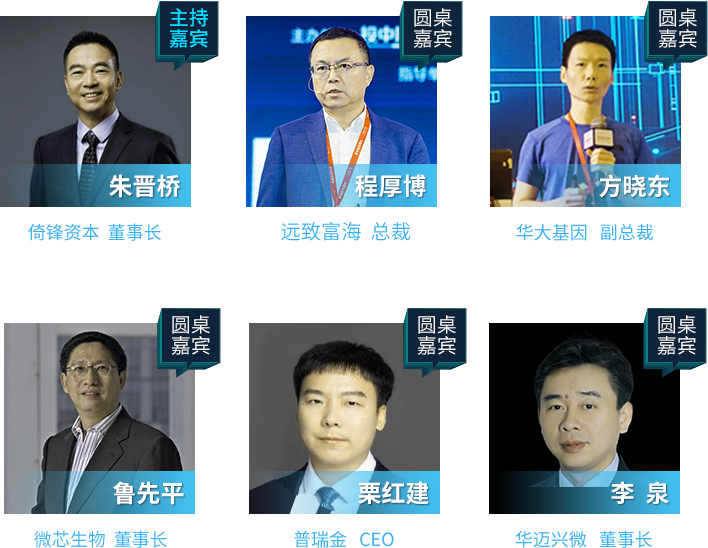 主持
嘉宾
圆桌
嘉宾
圆桌
嘉宾
朱晋桥
程厚博
方晓东
倚锋资本 董事长
远致富海 总裁
华大基因 副总裁
圆桌
嘉宾
圆桌
嘉宾
圆桌
嘉宾
鲁先平
栗红建
李 泉
微芯生物 董事长
普瑞金 CEO
华迈兴微 董事长